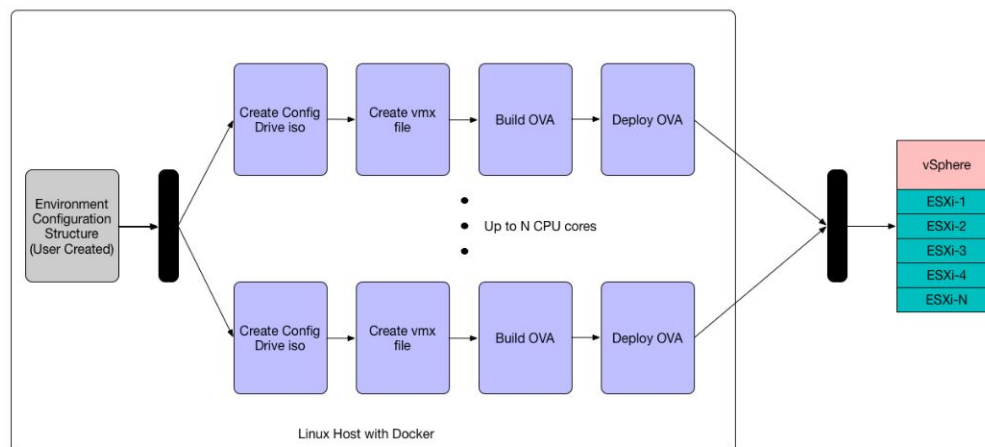 Create Config
Drive iso
Create vmx
file
Build OVA
Deploy OVA
Environment
Configuration
Structure
(User Created)
Up to N CPU cores
vSphere
ESXi-1
ESXi-2
ESXi-3
ESXi-4
ESXi-N
Create Config
Drive iso
Create vmx
file
Build OVA
Deploy OVA
Linux Host with Docker